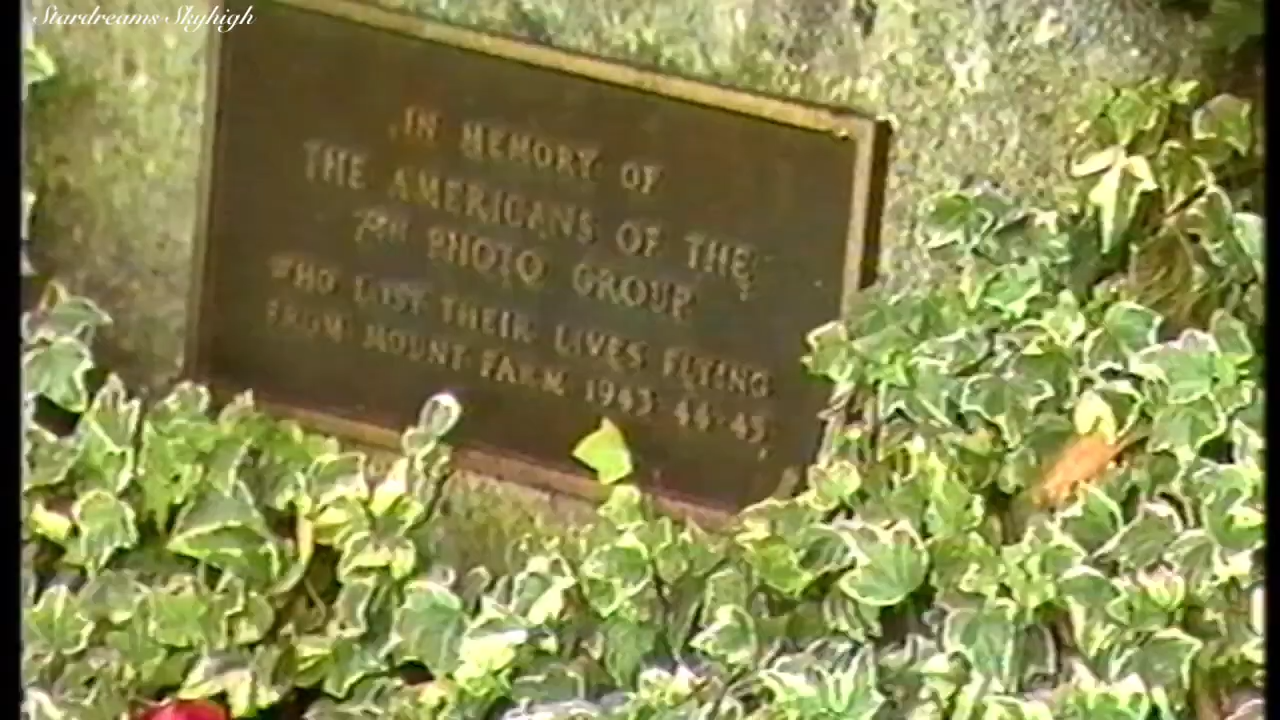 Stardreams Skyhigh
IN MEMORY OF
THE AMERICANS OF THE
7TH PHOTO GROUP
WHO LOST THEIR LIVES FLYING
FROM MOUNT FARM 1943-44-45